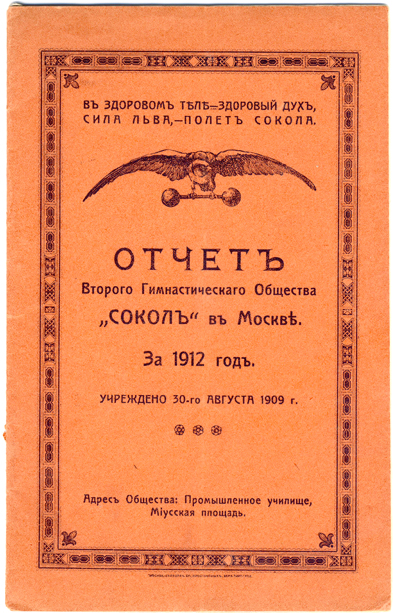 ВЪ ЗДОРОВОМЪ ТѢЛѢ—ЗДОРОВЫЙ ДУХЪ,
СИЛА ЛЬВА,—ПОЛЕТЪ СОКОЛА.
ОТЧЕТЪ
Второго Гимнастическаго Общества
„СОКОЛЪ“ въ Москвѣ.
За 1912 годъ.
УЧРЕЖДЕНО 30-го АВГУСТА 1909 г.
Адресъ Общества: Промышленное училище,
Міусская площадь.